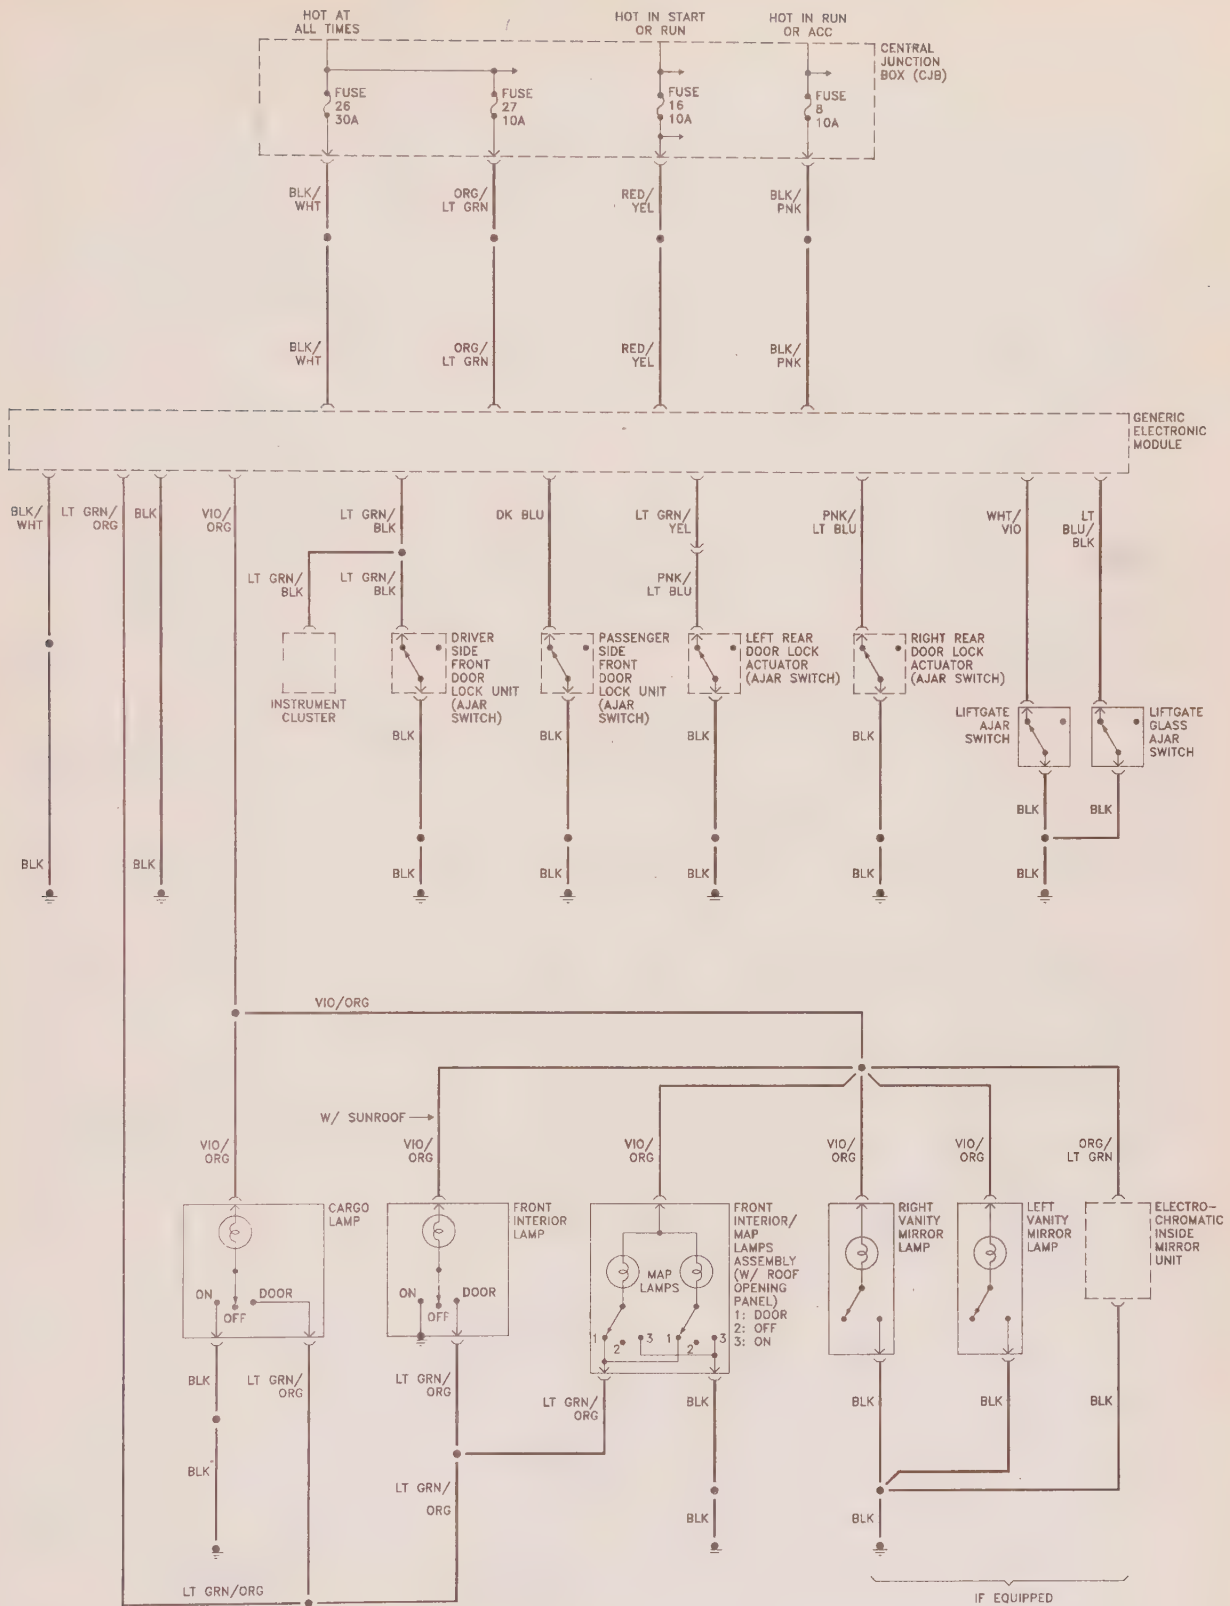 HOT AT
ALL TIMES
HOT IN START
OR RUN
HOT IN RUN
OR ACC
CENTRAL
JUNCTION
BOX (CJB)
FUSE
26
30A
FUSE
27
10A
FUSE
16
10A
FUSE
8
10A
BLK/
WHT
ORG/
LT GRN
RED/
YEL
BLK/
PNK
BLK/
WHT
ORG/
LT GRN
RED/
YEL
BLK/
PNK
GENERIC
ELECTRONIC
MODULE
BLK/
WHT
LT GRN/
ORG
BLK
VIO/
ORG
LT GRN/
BLK
DK BLU
LT GRN/
YEL
PNK/
LT BLU
WHT/
VIO
LT
BLU/
BLK
LT GRN/
BLK
LT GRN/
BLK
PNK/
LT BLU
INSTRUMENT
CLUSTER
DRIVER
SIDE
FRONT
DOOR
LOCK UNIT
(AJAR
SWITCH)
PASSENGER
SIDE
FRONT
DOOR
LOCK UNIT
(AJAR
SWITCH)
LEFT REAR
DOOR LOCK
ACTUATOR
(AJAR SWITCH)
RIGHT REAR
DOOR LOCK
ACTUATOR
(AJAR SWITCH)
LIFTGATE
AJAR
SWITCH
LIFTGATE
GLASS
AJAR
SWITCH
BLK
BLK
BLK
BLK
BLK
BLK
BLK
BLK
BLK
BLK
BLK
BLK
BLK
VIO/ORG
W/ SUNROOF
VIO/
ORG
VIO/
ORG
VIO/
ORG
VIO/
ORG
VIO/
ORG
ORG/
LT GRN
CARGO
LAMP
ON
OFF
DOOR
FRONT
INTERIOR
LAMP
ON
OFF
DOOR
MAP
LAMPS
1
2
3
1
2
3
FRONT
INTERIOR/
MAP
LAMPS
ASSEMBLY
(W/ ROOF
OPENING
PANEL)
1: DOOR
2: OFF
3: ON
RIGHT
VANITY
MIRROR
LAMP
LEFT
VANITY
MIRROR
LAMP
ELECTRO-
CHROMATIC
INSIDE
MIRROR
UNIT
BLK
LT GRN/
ORG
LT GRN/
ORG
LT GRN/
ORG
BLK
BLK
BLK
BLK
BLK
LT GRN/
ORG
BLK
BLK
LT GRN/ORG
IF EQUIPPED